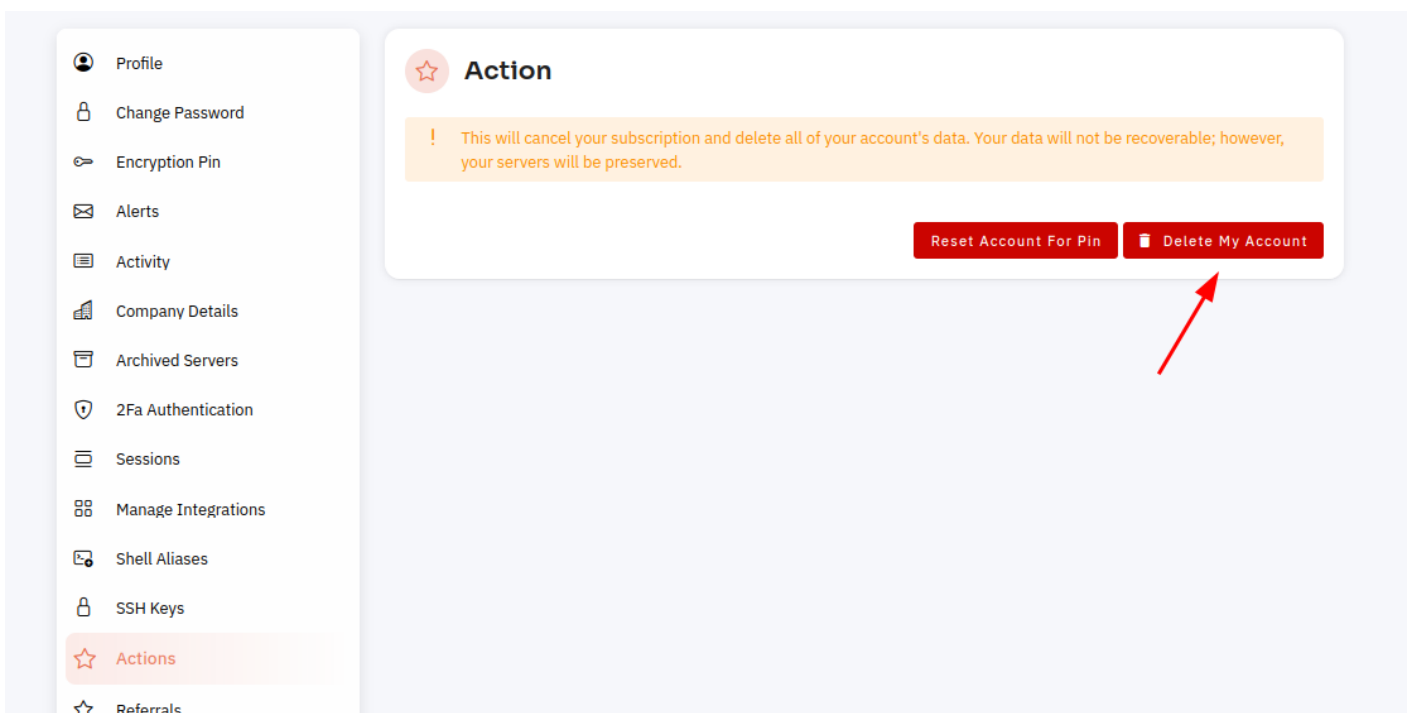 Profile
Change Password
Encryption Pin
Alerts
Activity
Company Details
Archived Servers
2Fa Authentication
Sessions
Manage Integrations
Shell Aliases
SSH Keys
Actions
Referrals
Action
! This will cancel your subscription and delete all of your account's data. Your data will not be recoverable; however,
your servers will be preserved.
Reset Account For Pin
Delete My Account